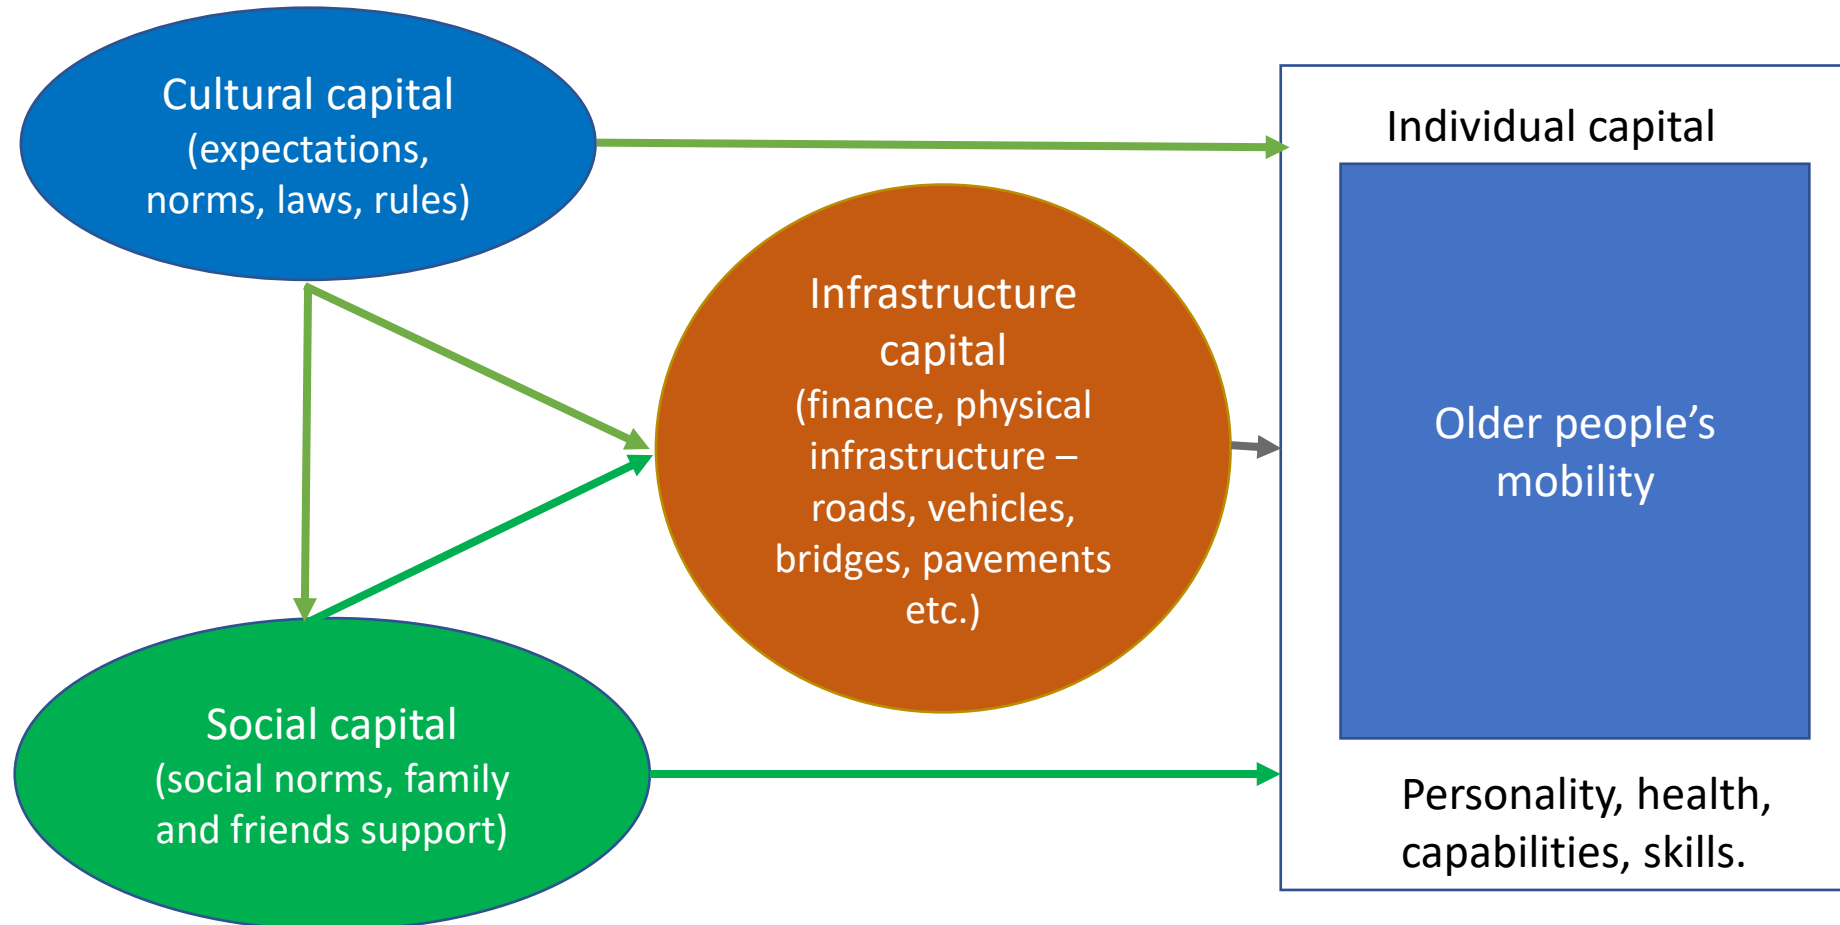 Cultural capital
(expectations,
norms, laws, rules)
Individual capital
Infrastructure
capital
(finance, physical
infrastructure –
roads, vehicles,
bridges, pavements
etc.)
Older people’s
mobility
Social capital
(social norms, family
and friends support)
Personality, health,
capabilities, skills.